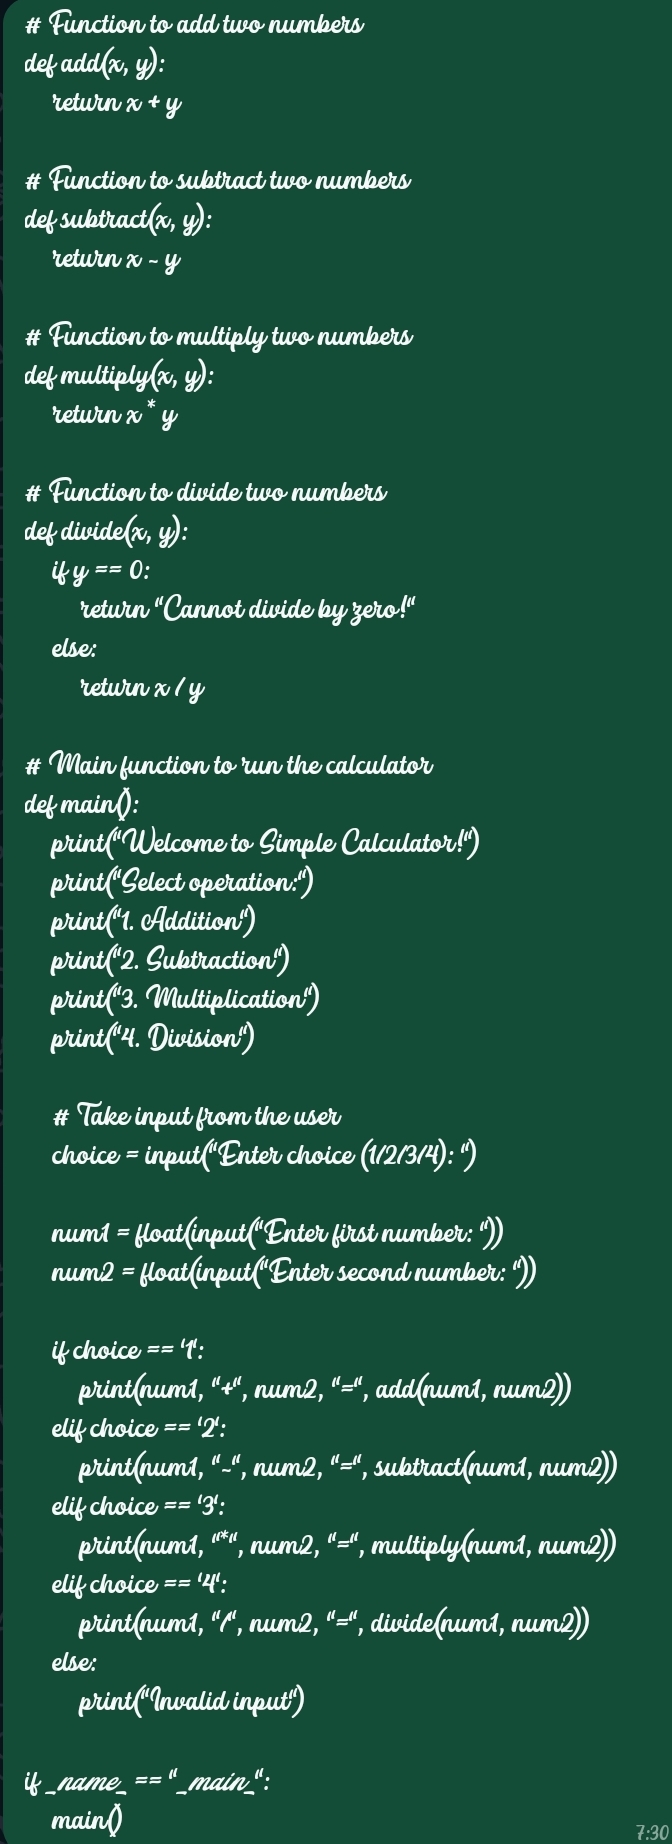 # Function to add two numbers
def add(x, y):
    return x + y

# Function to subtract two numbers
def subtract(x, y):
    return x - y

# Function to multiply two numbers
def multiply(x, y):
    return x * y

# Function to divide two numbers
def divide(x, y):
    if y == 0:
        return "Cannot divide by zero!"
    else:
        return x / y

# Main function to run the calculator
def main():
    print("Welcome to Simple Calculator!")
    print("Select operation:")
    print("1. Addition")
    print("2. Subtraction")
    print("3. Multiplication")
    print("4. Division")

    # Take input from the user
    choice = input("Enter choice (1/2/3/4): ")

    num1 = float(input("Enter first number: "))
    num2 = float(input("Enter second number: "))

    if choice == '1':
        print(num1, "+", num2, "=", add(num1, num2))
    elif choice == '2':
        print(num1, "-", num2, "=", subtract(num1, num2))
    elif choice == '3':
        print(num1, "*", num2, "=", multiply(num1, num2))
    elif choice == '4':
        print(num1, "/", num2, "=", divide(num1, num2))
    else:
        print("Invalid input")

if _name_ == "_main_":
    main()
7:30